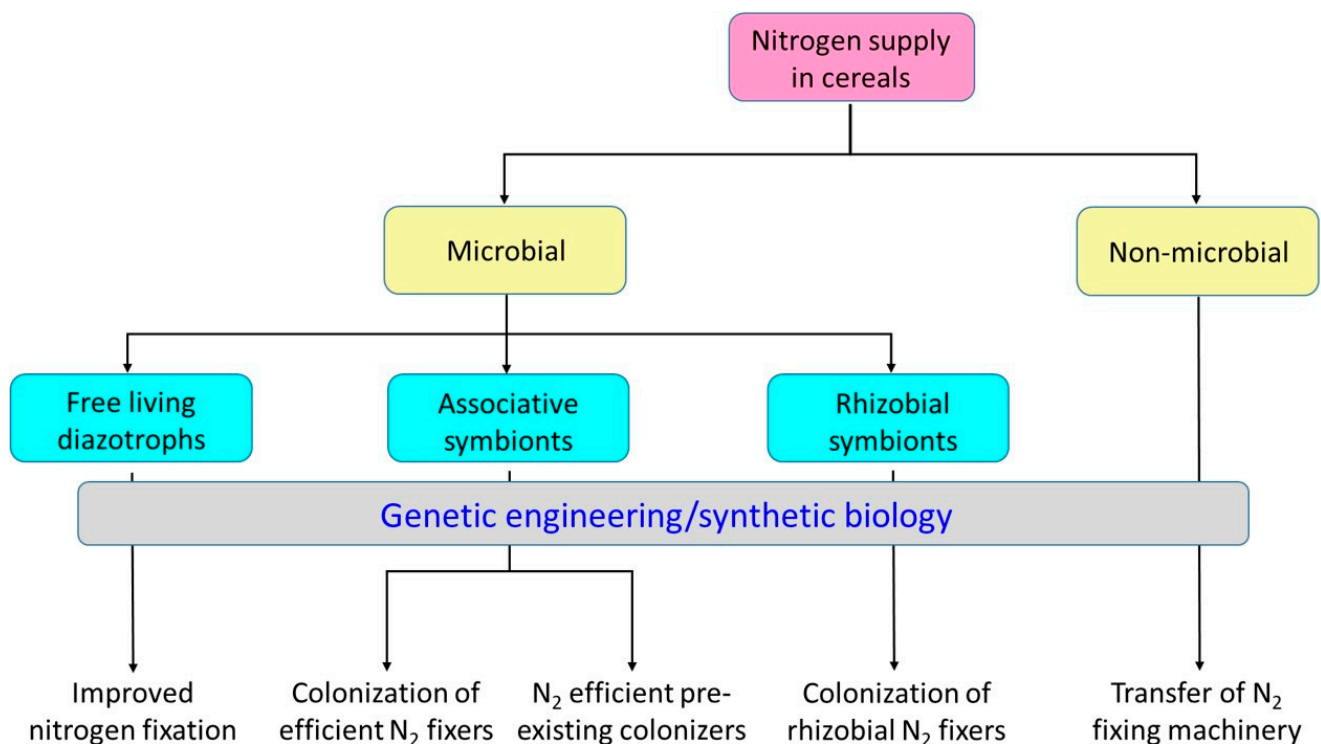 Nitrogen supply
in cereals
Microbial
Non-microbial
Free living
diazotrophs
Associative
symbionts
Rhizobial
symbionts
Genetic engineering/synthetic biology
Improved
nitrogen fixation
Colonization of
efficient N₂ fixers
N₂ efficient pre-
existing colonizers
Colonization of
rhizobial N₂ fixers
Transfer of N₂
fixing machinery